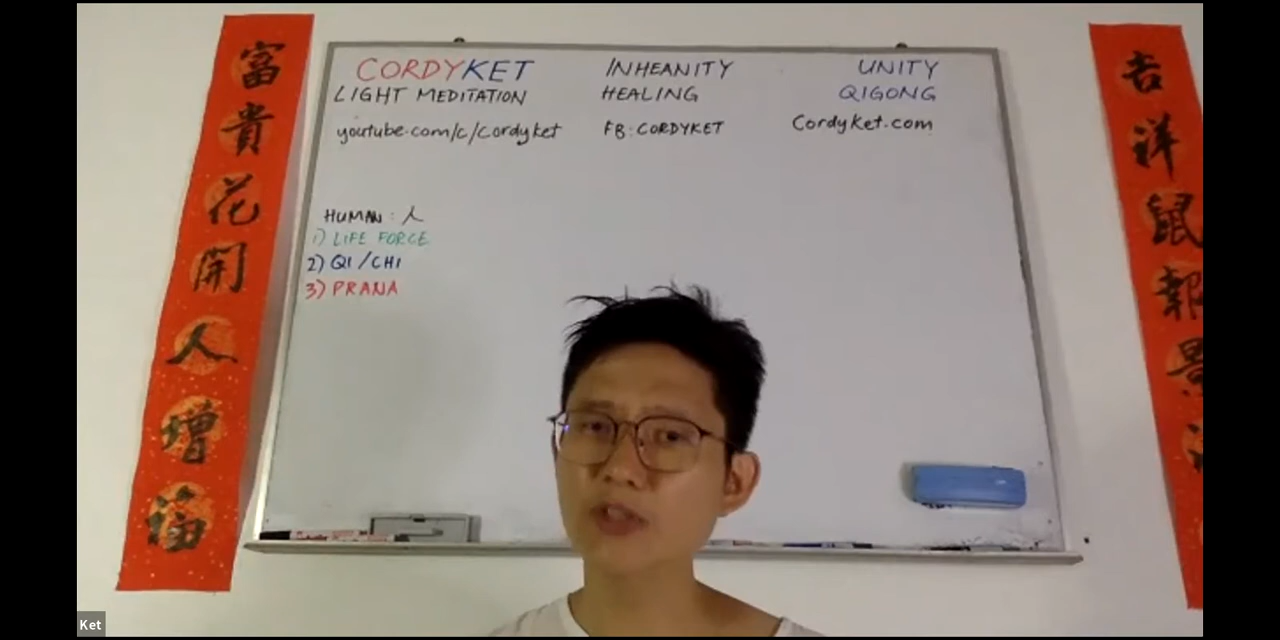 富貴花開人增福
CORDYKET
LIGHT MEDITATION
youtube.com/c/cordyket
INHEANITY
HEALING
FB: CORDYKET
UNITY
QIGONG
Cordyket.com
HUMAN: 人
1) LIFE FORCE
2) QI/CHI
3) PRANA
吉祥鼠報
Ket